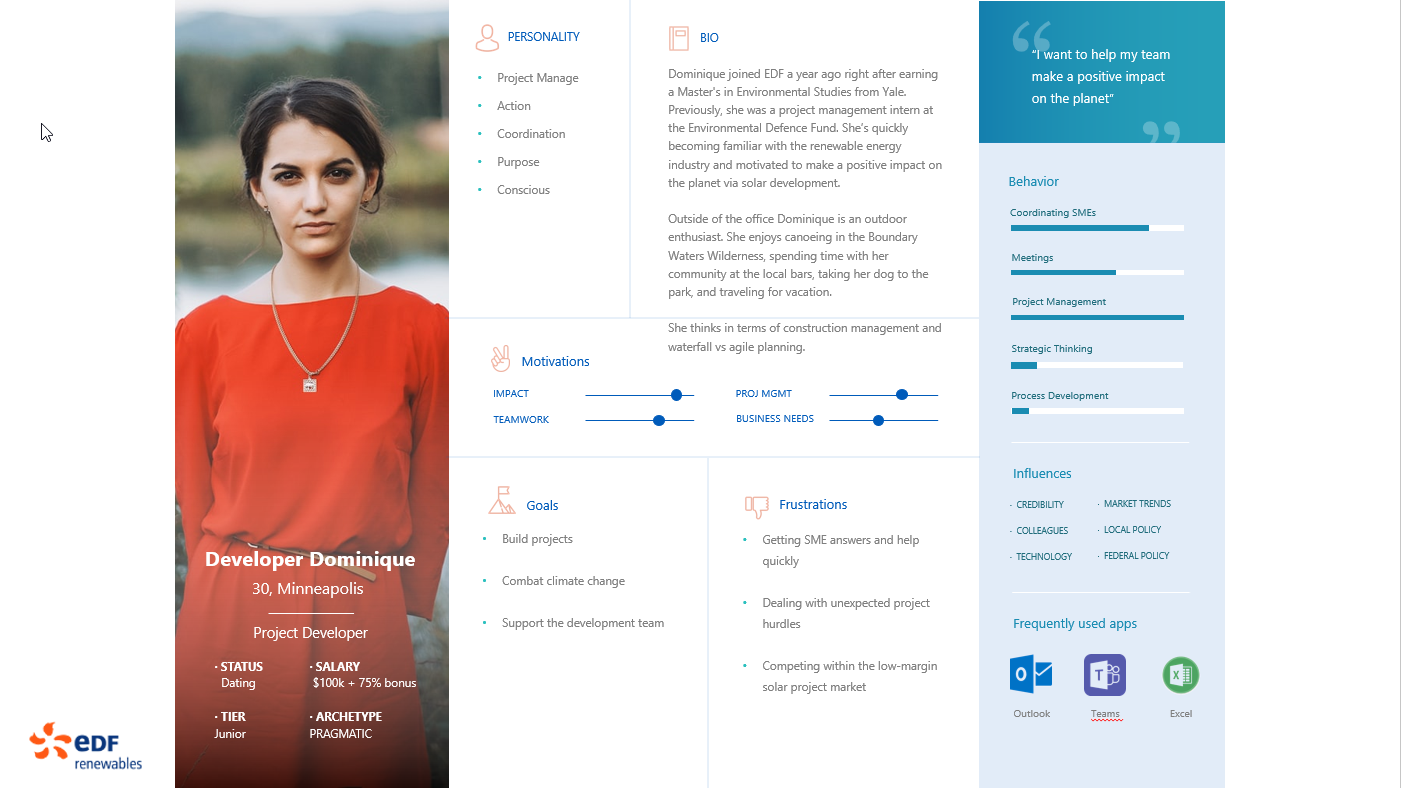 Developer Dominique
30, Minneapolis
Project Developer
· STATUS
Dating
· SALARY
$100k + 75% bonus
· TIER
Junior
· ARCHETYPE
PRAGMATIC
eDF
renewables
PERSONALITY
• Project Manage
• Action
• Coordination
• Purpose
• Conscious
BIO
Dominique joined EDF a year ago right after earning
a Master's in Environmental Studies from Yale.
Previously, she was a project management intern at
the Environmental Defence Fund. She's quickly
becoming familiar with the renewable energy
industry and motivated to make a positive impact on
the planet via solar development.
Outside of the office Dominique is an outdoor
enthusiast. She enjoys canoeing in the Boundary
Waters Wilderness, spending time with her
community at the local bars, taking her dog to the
park, and traveling for vacation.
She thinks in terms of construction management and
waterfall vs agile planning.
Motivations
IMPACT
TEAMWORK
PROJ MGMT
BUSINESS NEEDS
Goals
• Build projects
• Combat climate change
• Support the development team
Frustrations
• Getting SME answers and help
quickly
• Dealing with unexpected project
hurdles
• Competing within the low-margin
solar project market
“I want to help my team
make a positive impact
on the planet”
Behavior
Coordinating SMEs
Meetings
Project Management
Strategic Thinking
Process Development
Influences
· CREDIBILITY
· COLLEAGUES
· TECHNOLOGY
· MARKET TRENDS
· LOCAL POLICY
· FEDERAL POLICY
Frequently used apps
Outlook
Teams
Excel